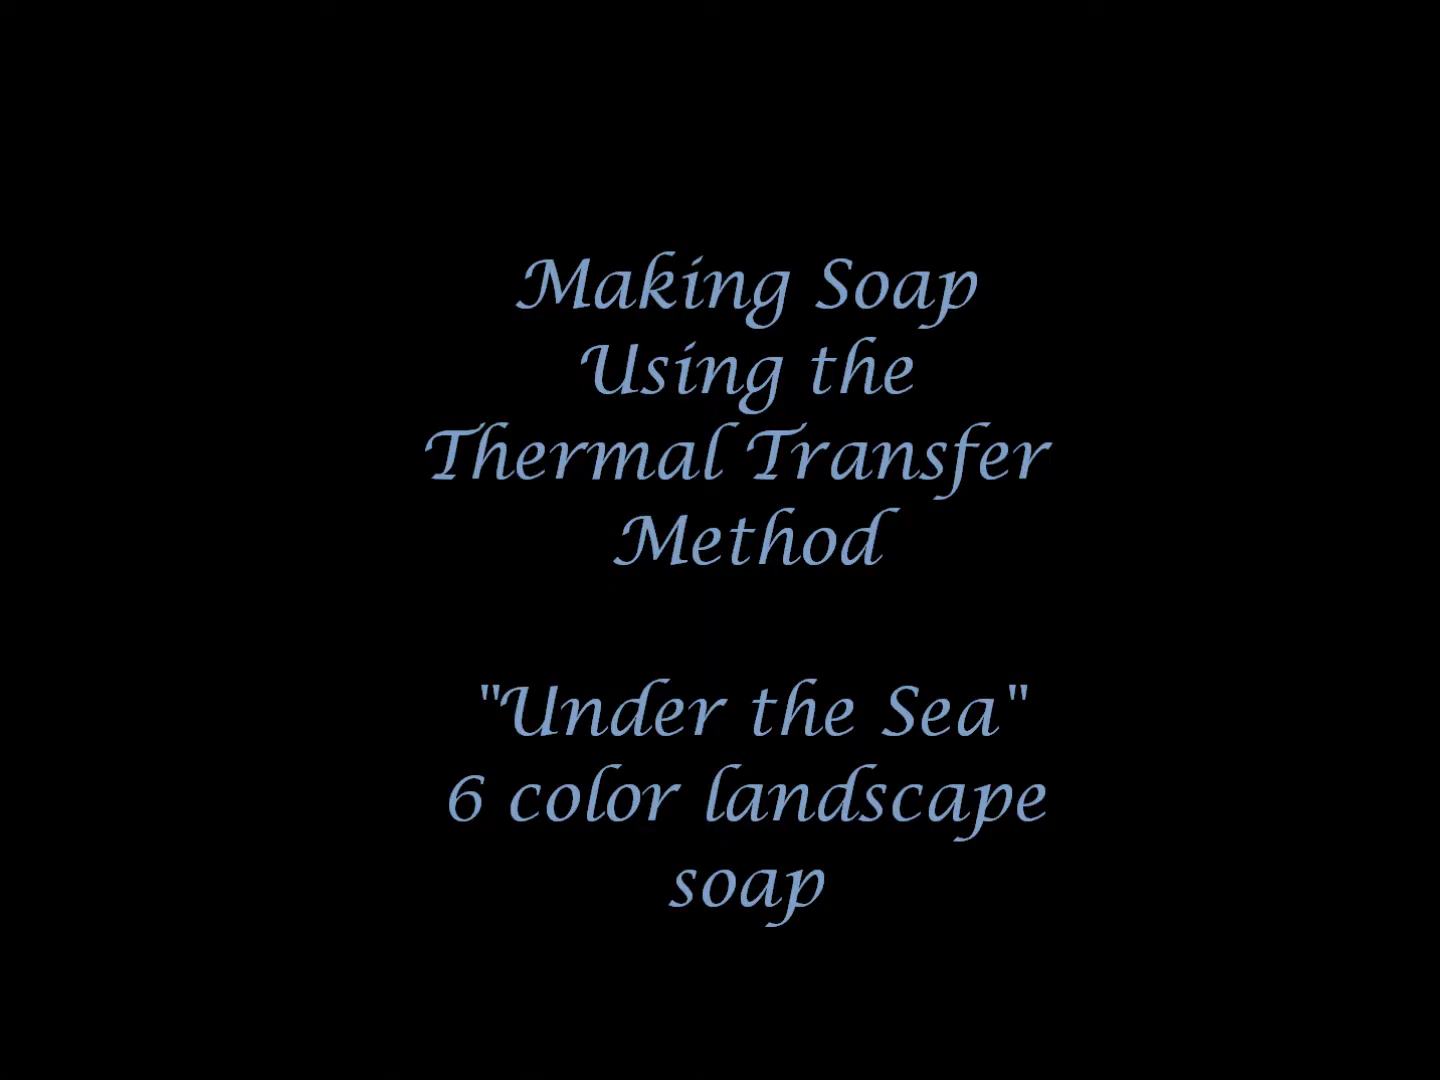 Making Soap
Using the
Thermal Transfer
Method
"Under the Sea"
6 color landscape
soap